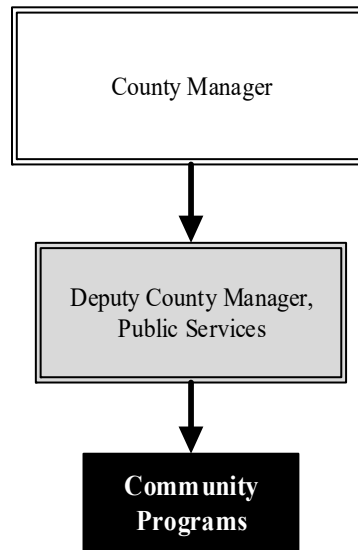 County Manager
Deputy County Manager,
Public Services
Community
Programs